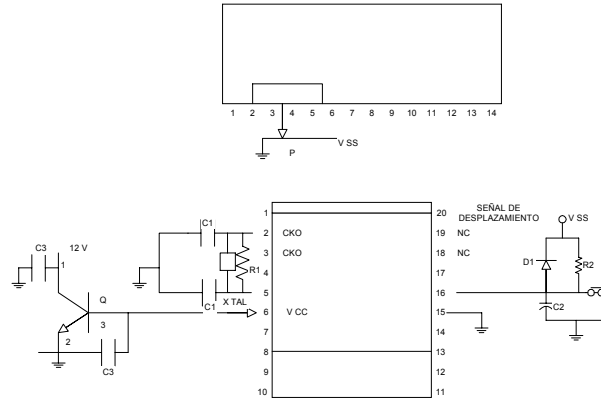 1 2 3 4 5 6 7 8 9 10 11 12 13 14
V SS
P
SEÑAL DE
DESPLAZAMIENTO
V SS
C1
12 V
C3
1
1
20
2
CKO
19
NC
3
CKO
18
NC
R1
4
17
D1
R2
5
16
C1
X TAL
C2
Q
6
V CC
15
3
7
14
2
8
13
C3
9
12
10
11